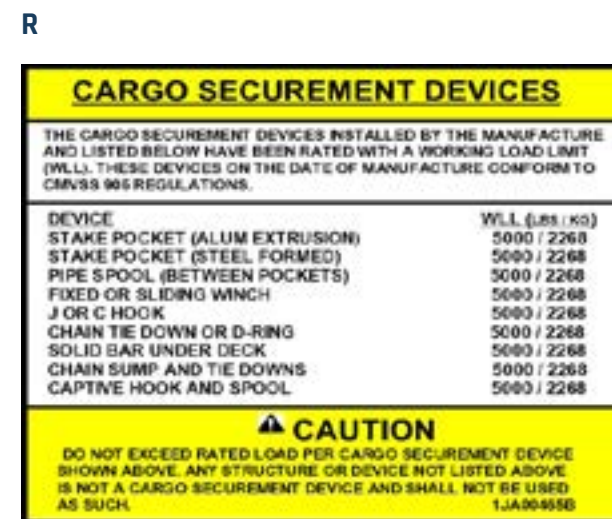 R
CARGO SECUREMENT DEVICES
THE CARGO SECUREMENT DEVICES INSTALLED BY THE MANUFACTURE
AND LISTED BELOW HAVE BEEN RATED WITH A WORKING LOAD LIMIT
(WLL). THESE DEVICES ON THE DATE OF MANUFACTURE CONFORM TO
CMVSS 905 REGULATIONS.
DEVICE WLL (LBS / KG)
STAKE POCKET (ALUM EXTRUSION) 5000 / 2268
STAKE POCKET (STEEL FORMED) 5000 / 2268
PIPE SPOOL (BETWEEN POCKETS) 5000 / 2268
FIXED OR SLIDING WINCH 5000 / 2268
J OR C HOOK 5000 / 2268
CHAIN TIE DOWN OR D-RING 5000 / 2268
SOLID BAR UNDER DECK 5000 / 2268
CHAIN SUMP AND TIE DOWNS 5000 / 2268
CAPTIVE HOOK AND SPOOL 5000 / 2268
CAUTION
DO NOT EXCEED RATED LOAD PER CARGO SECUREMENT DEVICE
SHOWN ABOVE. ANY STRUCTURE OR DEVICE NOT LISTED ABOVE
IS NOT A CARGO SECUREMENT DEVICE AND SHALL NOT BE USED
AS SUCH. 1JA00465B